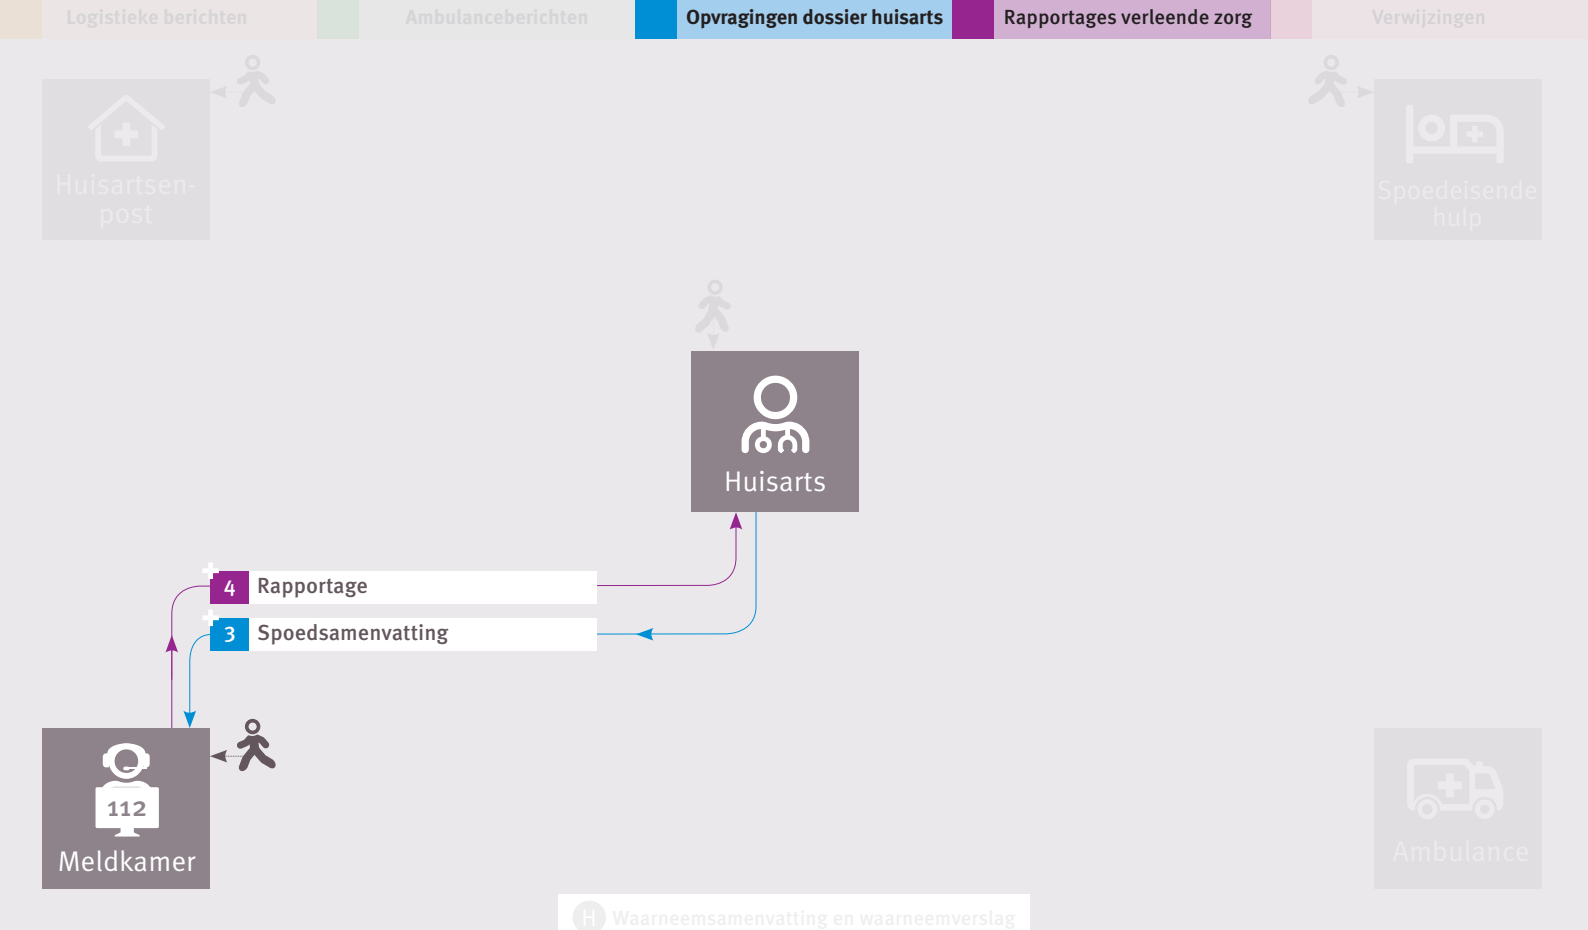 Logistieke berichten
Ambulanceberichten
Opvragingen dossier huisarts
Rapportages verleende zorg
Verwijzingen
Huisartsen-
post
Spoedeisende
hulp
Huisarts
4 Rapportage
3 Spoedsamenvatting
112
Meldkamer
Ambulance
H Waarneemsamenvatting en waarneemverslag